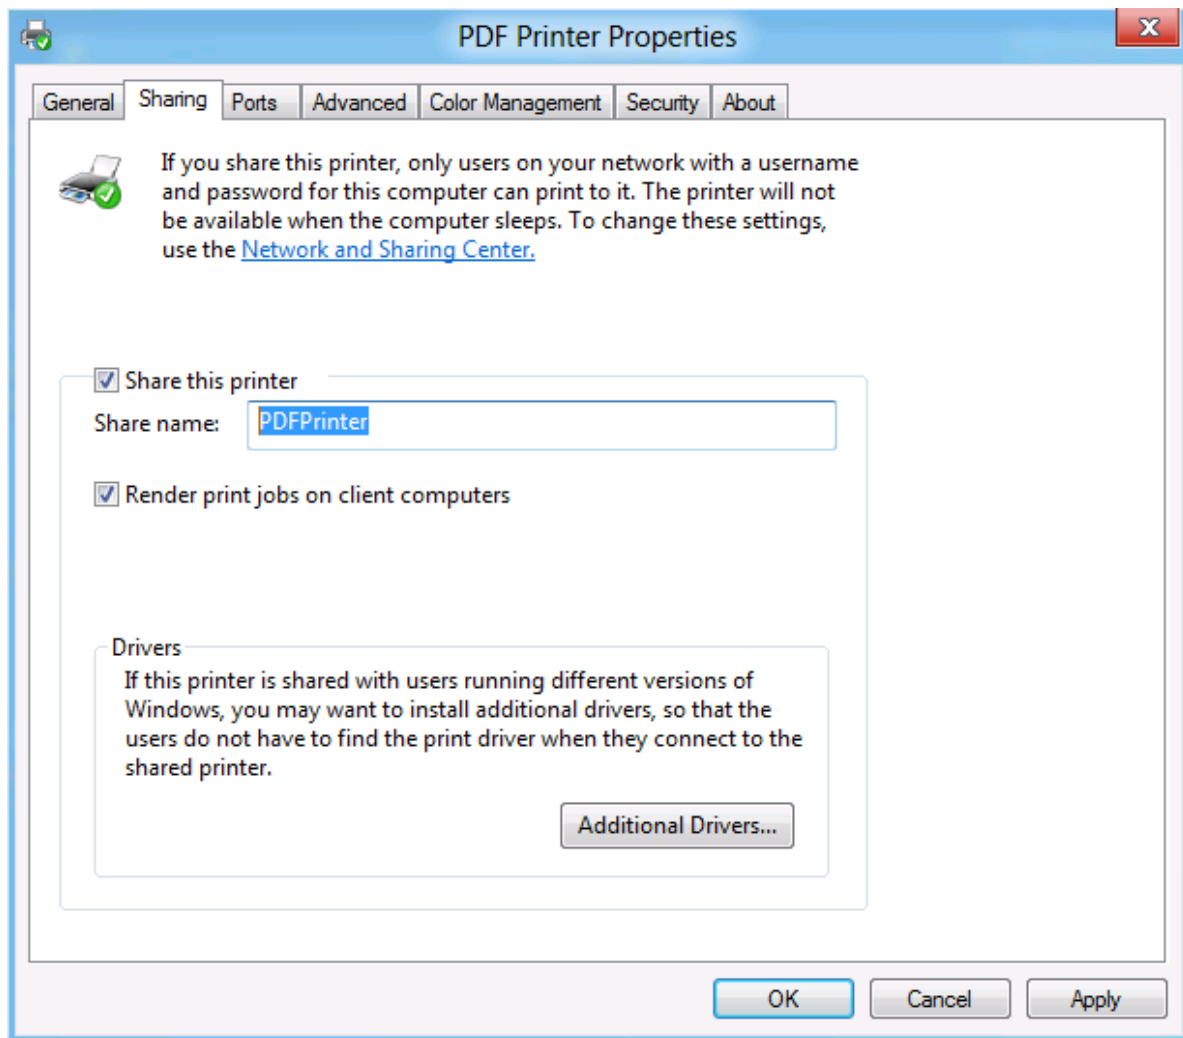 PDF Printer Properties
x
General Sharing Ports Advanced Color Management Security About
If you share this printer, only users on your network with a username
and password for this computer can print to it. The printer will not
be available when the computer sleeps. To change these settings,
use the Network and Sharing Center.
Share this printer
Share name: PDFPrinter
Render print jobs on client computers
Drivers
If this printer is shared with users running different versions of
Windows, you may want to install additional drivers, so that the
users do not have to find the print driver when they connect to the
shared printer.
Additional Drivers...
OK Cancel Apply